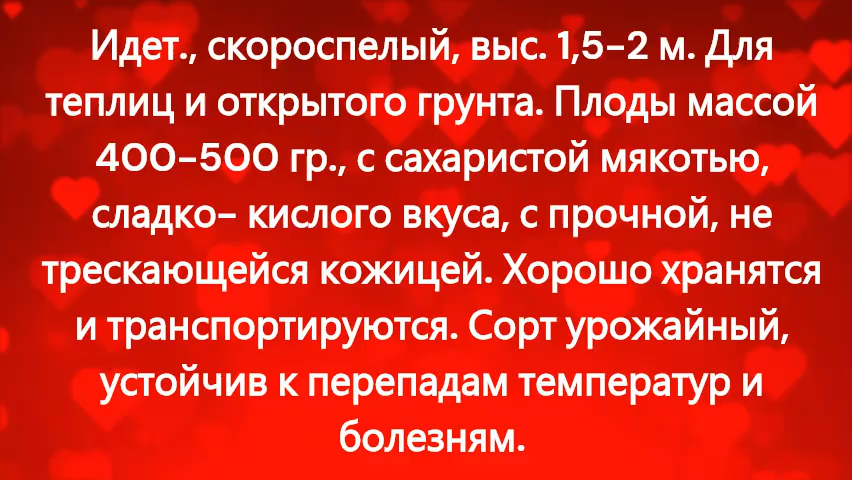 Идет., скороспелый, выс. 1,5-2 м. Для
теплиц и открытого грунта. Плоды массой
400-500 гр., с сахаристой мякотью,
сладко- кислого вкуса, с прочной, не
трескающейся кожицей. Хорошо хранятся
и транспортируются. Сорт урожайный,
устойчив к перепадам температур и
болезням.